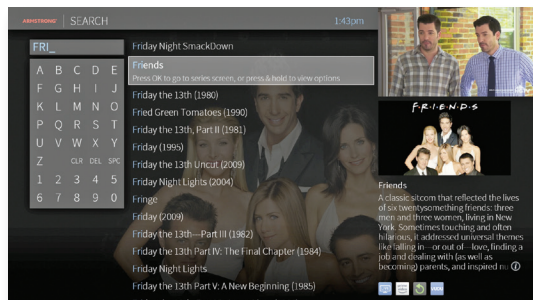 ARMSTRONG
SEARCH
1:43pm
FRI_
A B C D E
F G H I J
K L M N O
P Q R S T
U V W X Y
Z CLR DEL SPC
1 2 3 4 5
6 7 8 9 0
Friday Night SmackDown
Friends
Press OK to go to series screen, or press & hold to view options
Friday the 13th (1980)
Fried Green Tomatoes (1990)
Friday the 13th, Part II (1981)
Friday (1995)
Friday the 13th Uncut (2009)
Friday Night Lights (2004)
Fringe
Friday (2009)
Friday the 13th—Part III (1982)
Friday the 13th Part IV: The Final Chapter (1984)
Friday Night Lights
Friday the 13th Part V: A New Beginning (1985)
F·R·I·E·N·D·S
Friends
A classic sitcom that reflected the lives
of six twentysomething friends: three
men and three women, living in New
York. Sometimes touching and often
hilarious, it addressed universal themes
like falling in—or out of—love, finding a
job and dealing with (as well as
becoming) parents, and inspired